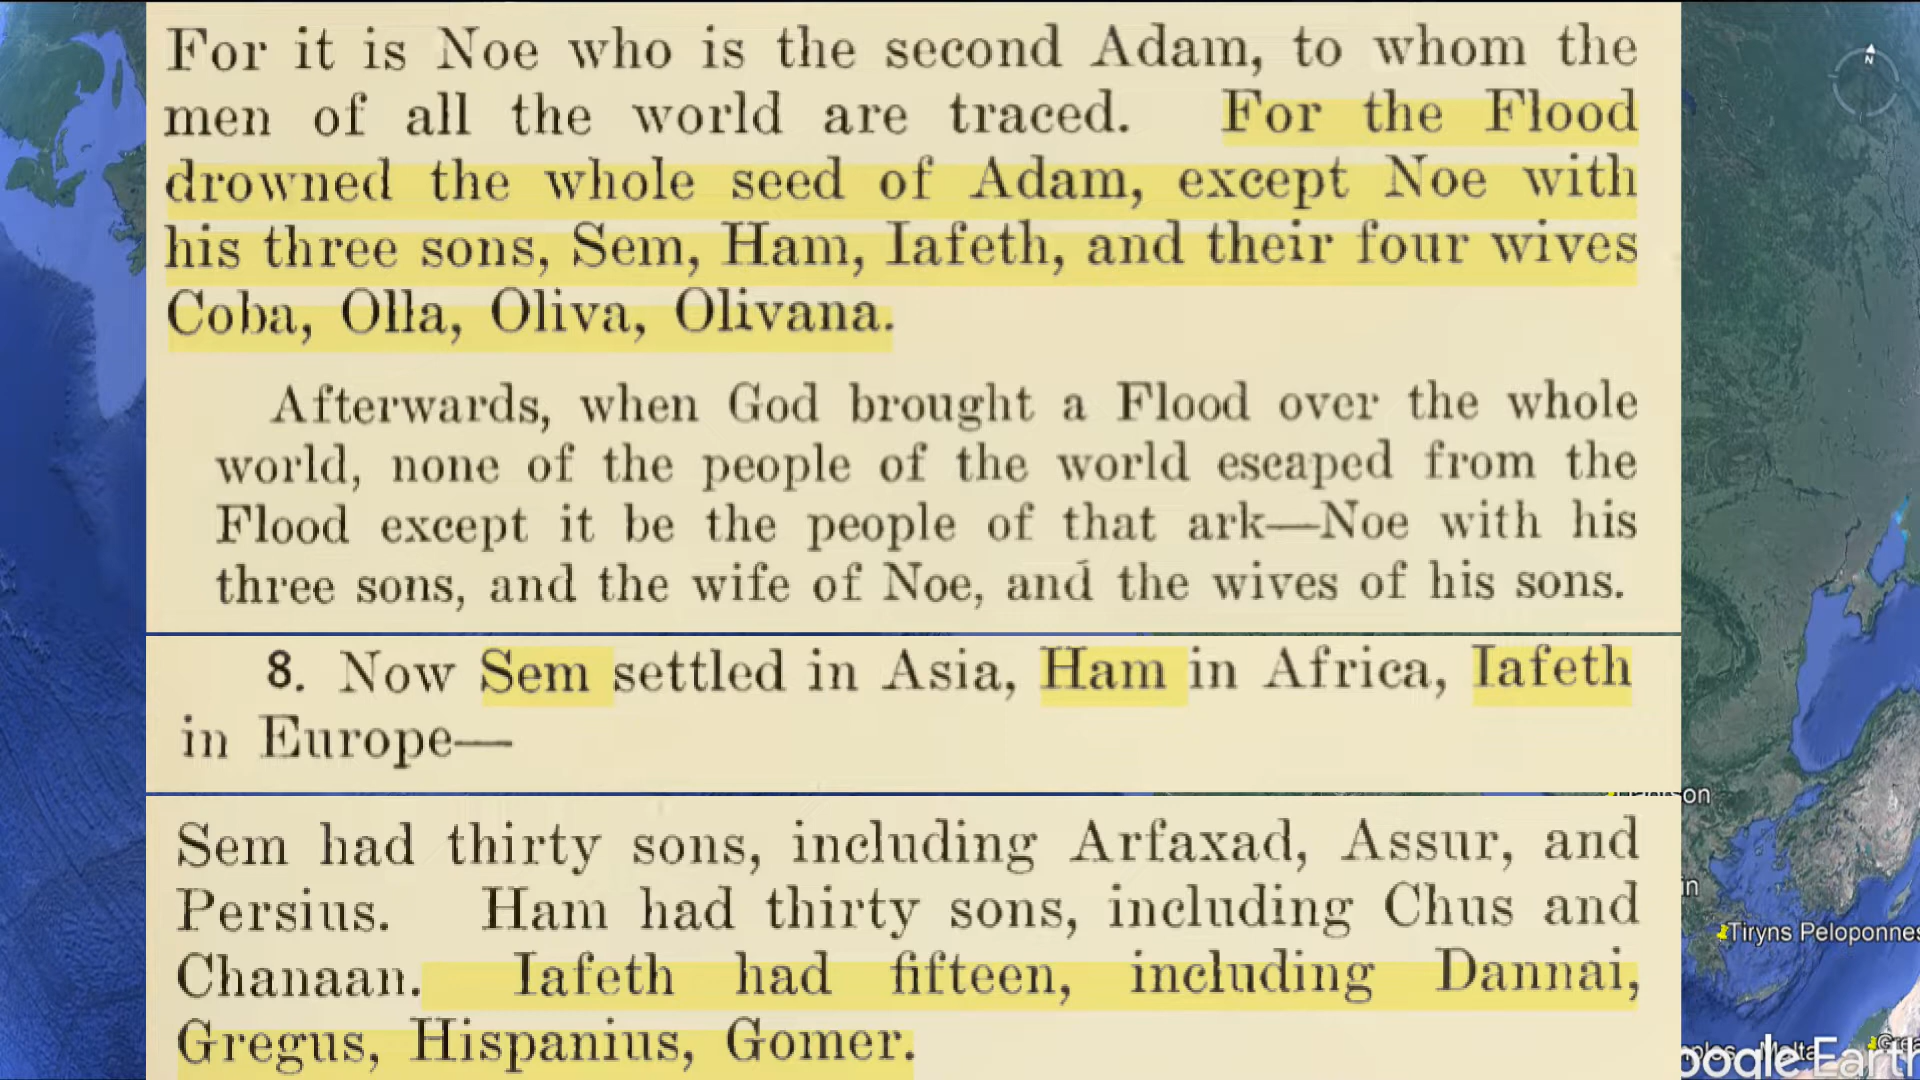 For it is Noe who is the second Adam, to whom the
men of all the world are traced. For the Flood
drowned the whole seed of Adam, except Noe with
his three sons, Sem, Ham, Iafeth, and their four wives
Coba, Olla, Oliva, Olivana.
Afterwards, when God brought a Flood over the whole
world, none of the people of the world escaped from the
Flood except it be the people of that ark—Noe with his
three sons, and the wife of Noe, and the wives of his sons.
8. Now Sem settled in Asia, Ham in Africa, Iafeth
in Europe—
Sem had thirty sons, including Arfaxad, Assur, and
Persius. Ham had thirty sons, including Chus and
Chanaan. Iafeth had fifteen, including Dannai,
Gregus, Hispanius, Gomer.
N
Tiryns Peloponnes
Malta
oogle Earth